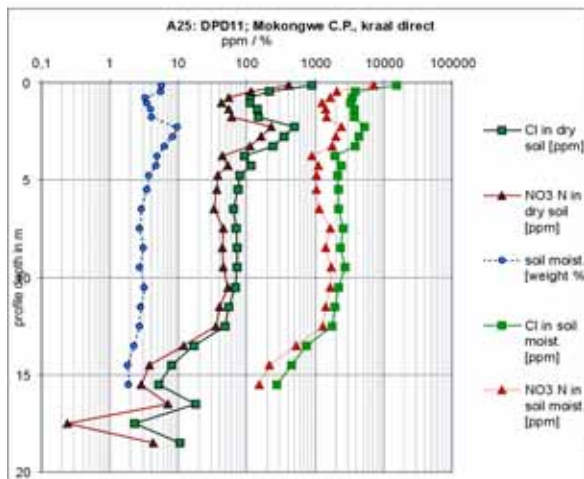 A25: DPD11; Mokongwe C.P., kraal direct
ppm / %
0,1 1 10 100 1000 10000 100000
0
5
10
15
20
profile depth in m
Cl in dry
soil [ppm]
NO3 N in
dry soil
[ppm]
soil moist.
[weight %
Cl in soil
moist.
[ppm]
NO3 N in
soil moist.
[ppm]